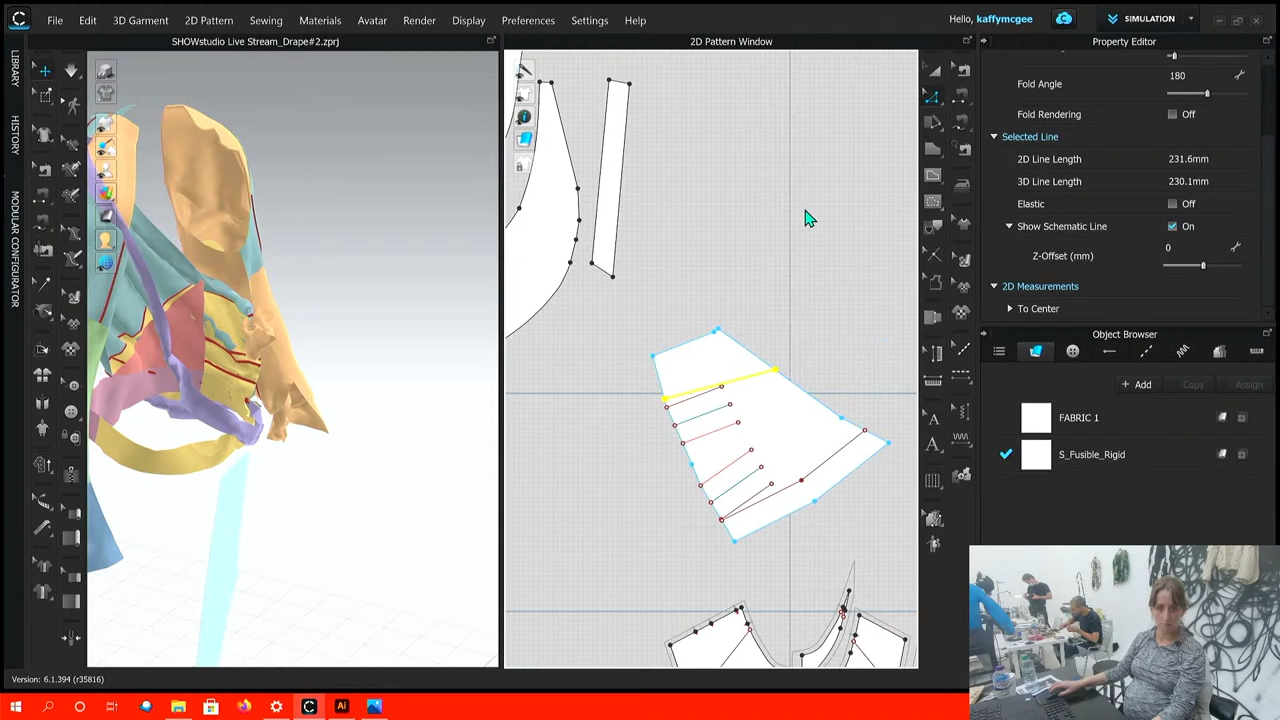 File Edit 3D Garment 2D Pattern Sewing Materials Avatar Render Display Preferences Settings Help
Hello, kaffymcgee
SIMULATION
SHOWstudio Live Stream_Drape#2.zprj
2D Pattern Window
Property Editor
LIBRARY
HISTORY
MODULAR CONFIGURATOR
Fold Angle 180
Fold Rendering Off
Selected Line
2D Line Length 231.6mm
3D Line Length 230.1mm
Elastic Off
Show Schematic Line On
Z-Offset (mm) 0
2D Measurements
To Center
Object Browser
+ Add Copy Assign
FABRIC 1
S_Fusible_Rigid
Version: 6.1.394 (r35816)
Ai